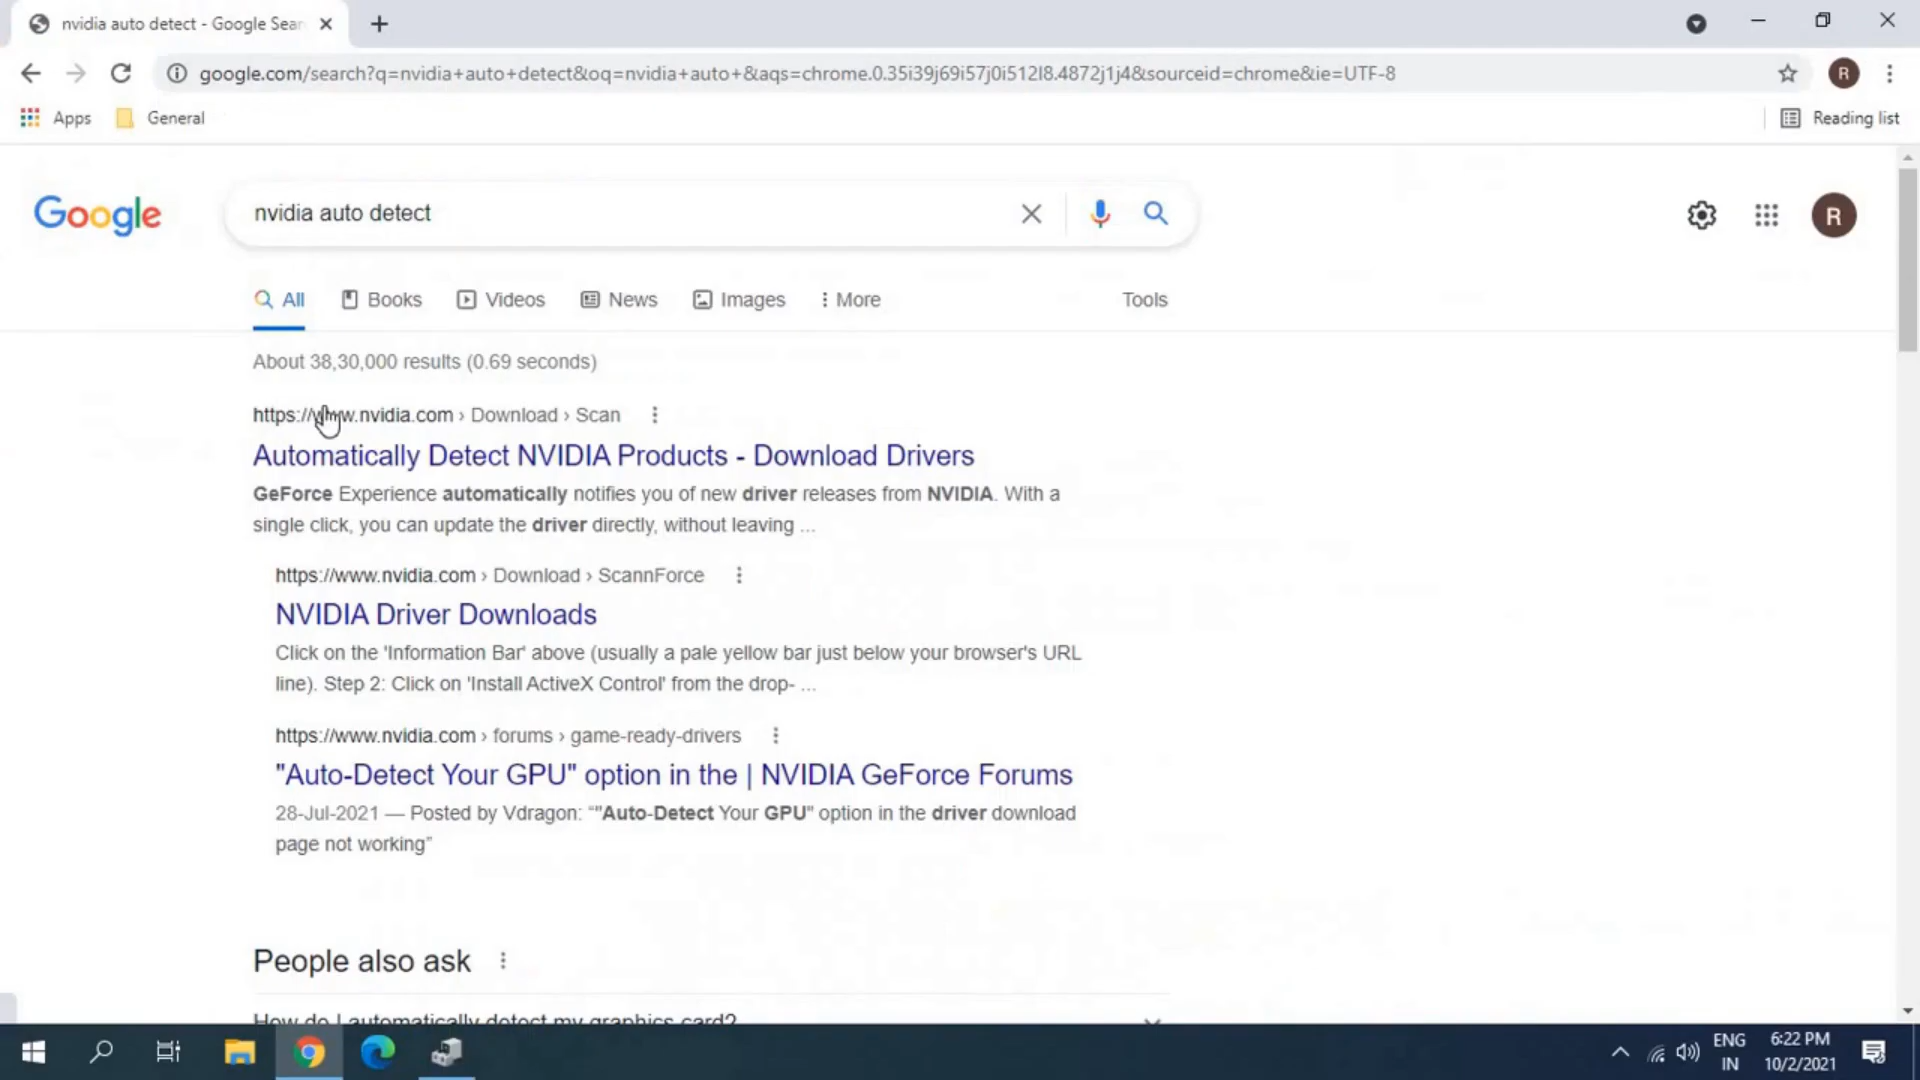 nvidia auto detect - Google Sear
google.com/search?q=nvidia+auto+detect&oq=nvidia+auto+&aqs=chrome.0.35i39j69i57j0i512l8.4872j1j4&sourceid=chrome&ie=UTF-8
R
Apps
General
Reading list
Google
nvidia auto detect
R
All
Books
Videos
News
Images
More
Tools
About 38,30,000 results (0.69 seconds)
https://www.nvidia.com › Download › Scan
Automatically Detect NVIDIA Products - Download Drivers
GeForce Experience automatically notifies you of new driver releases from NVIDIA. With a
single click, you can update the driver directly, without leaving ...
https://www.nvidia.com › Download › ScannForce
NVIDIA Driver Downloads
Click on the 'Information Bar' above (usually a pale yellow bar just below your browser's URL
line). Step 2: Click on 'Install ActiveX Control' from the drop- ...
https://www.nvidia.com › forums › game-ready-drivers
"Auto-Detect Your GPU" option in the | NVIDIA GeForce Forums
28-Jul-2021 — Posted by Vdragon: “"Auto-Detect Your GPU" option in the driver download
page not working”
People also ask
How do I automatically detect my graphics card?
ENG
IN
6:22 PM
10/2/2021